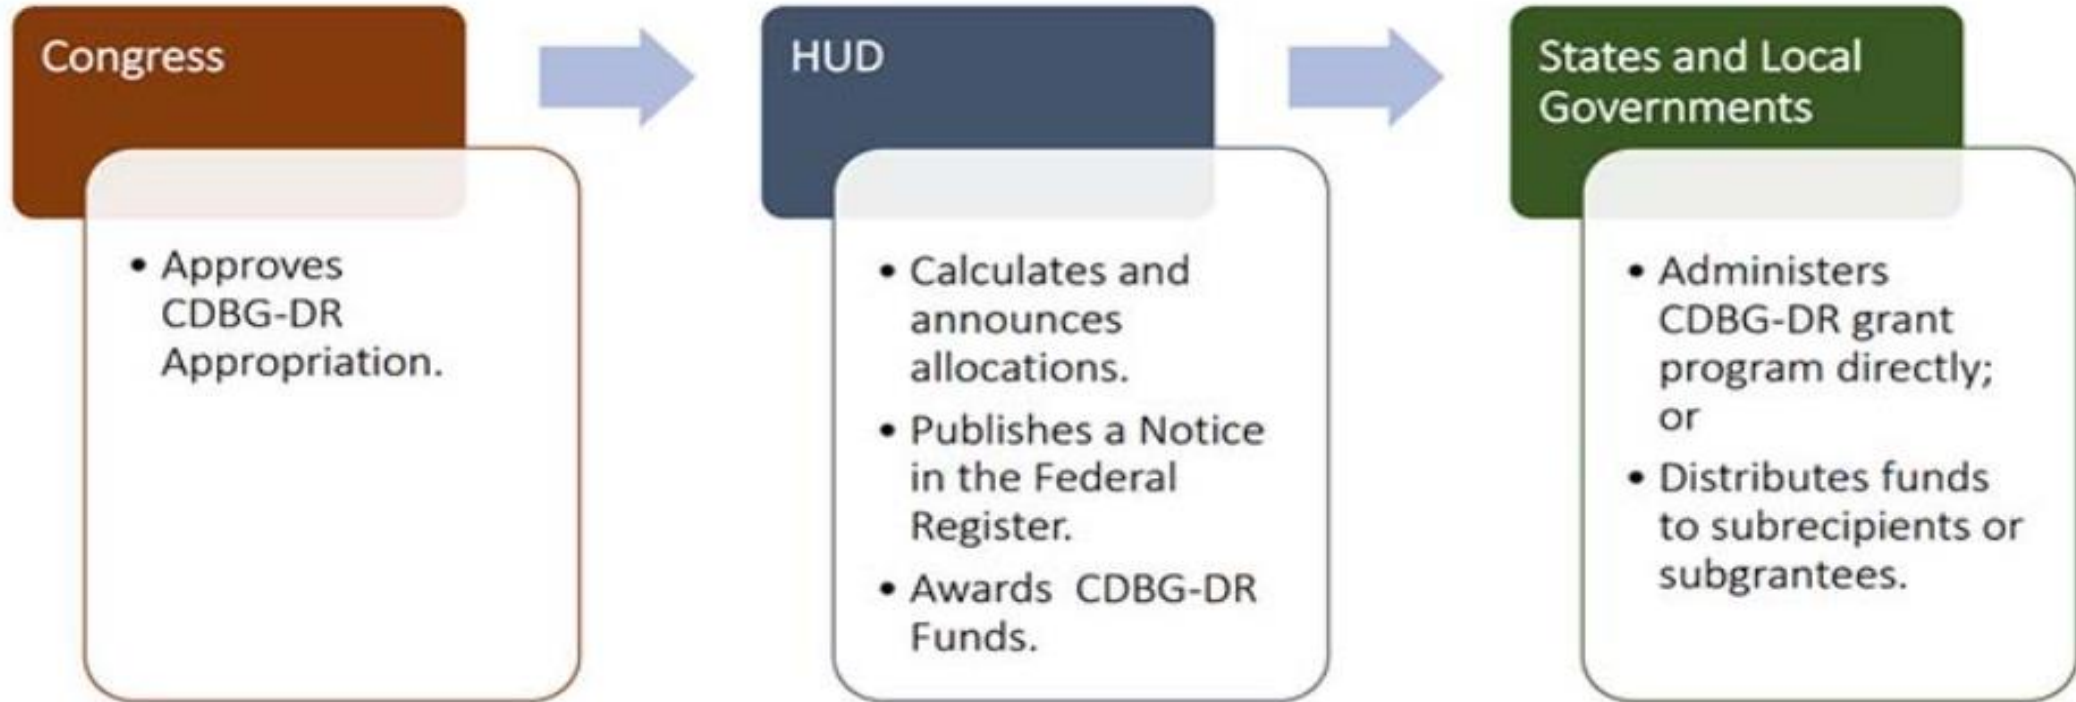 Congress
• Approves
CDBG-DR
Appropriation.
HUD
• Calculates and
announces
allocations.
• Publishes a Notice
in the Federal
Register.
• Awards  CDBG-DR
Funds.
States and Local
Governments
• Administers
CDBG-DR grant
program directly;
or
• Distributes funds
to subrecipients or
subgrantees.